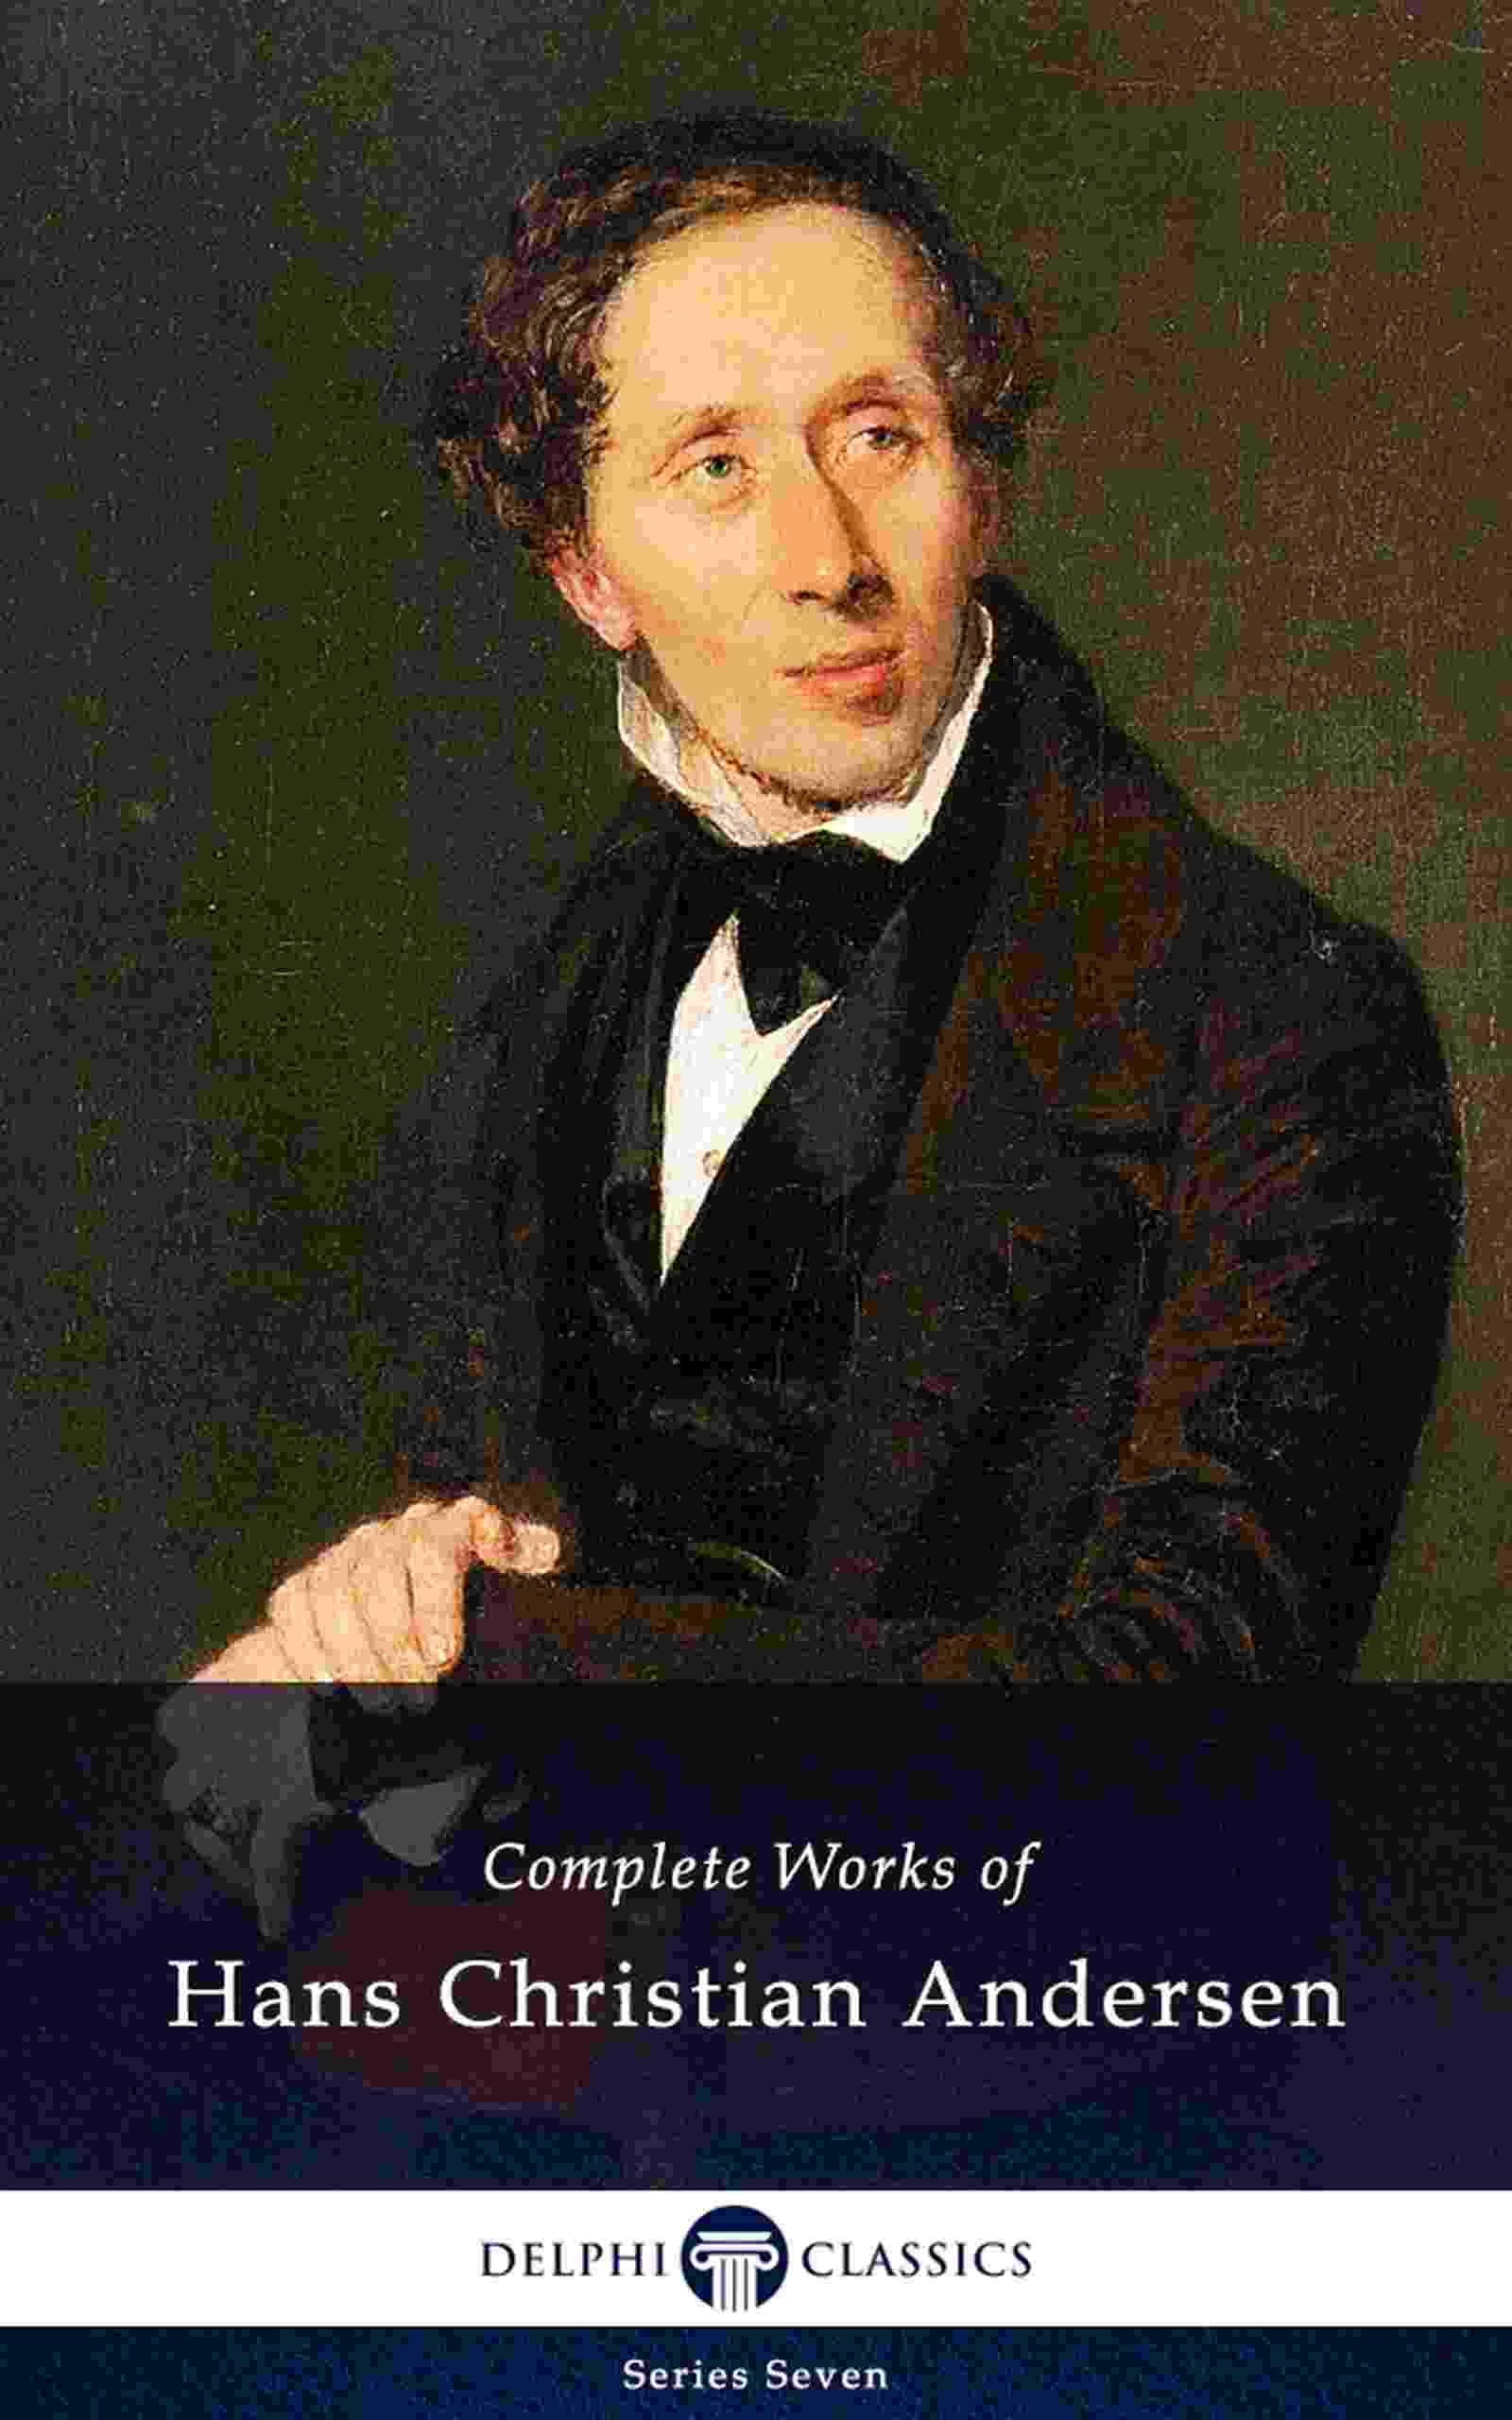 Complete Works of
Hans Christian Andersen
DELPHI CLASSICS
Series Seven